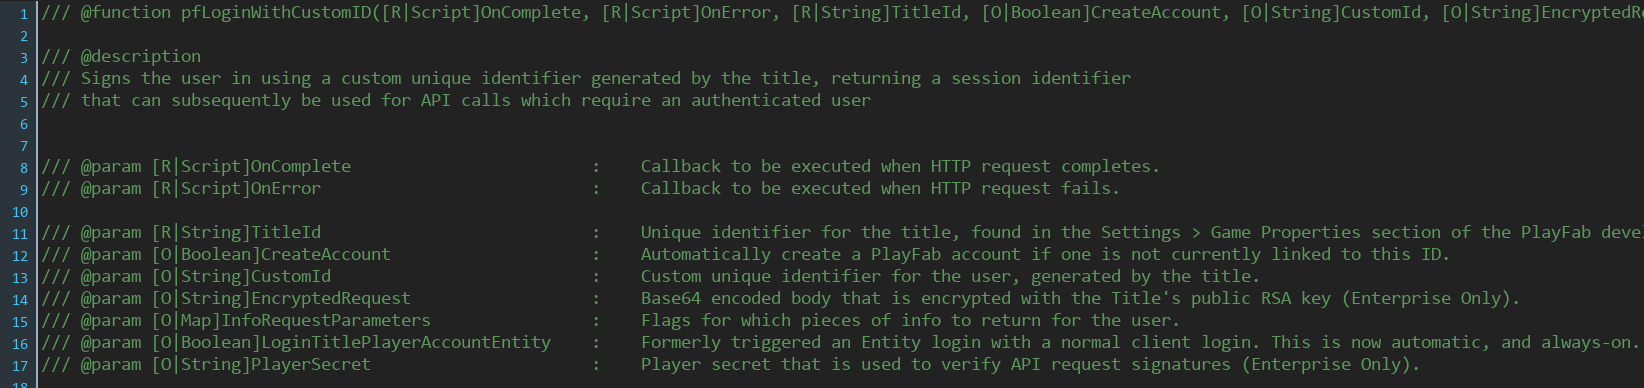 1 /// @function pfLoginWithCustomID([R|Script]OnComplete, [R|Script]OnError, [R|String]TitleId, [O|Boolean]CreateAccount, [O|String]CustomId, [O|String]EncryptedRe
2
3 /// @description
4 /// Signs the user in using a custom unique identifier generated by the title, returning a session identifier
5 /// that can subsequently be used for API calls which require an authenticated user
6
7
8 /// @param [R|Script]OnComplete : Callback to be executed when HTTP request completes.
9 /// @param [R|Script]OnError : Callback to be executed when HTTP request fails.
10
11 /// @param [R|String]TitleId : Unique identifier for the title, found in the Settings > Game Properties section of the PlayFab deve
12 /// @param [O|Boolean]CreateAccount : Automatically create a PlayFab account if one is not currently linked to this ID.
13 /// @param [O|String]CustomId : Custom unique identifier for the user, generated by the title.
14 /// @param [O|String]EncryptedRequest : Base64 encoded body that is encrypted with the Title's public RSA key (Enterprise Only).
15 /// @param [O|Map]InfoRequestParameters : Flags for which pieces of info to return for the user.
16 /// @param [O|Boolean]LoginTitlePlayerAccountEntity : Formerly triggered an Entity login with a normal client login. This is now automatic, and always-on.
17 /// @param [O|String]PlayerSecret : Player secret that is used to verify API request signatures (Enterprise Only).
18